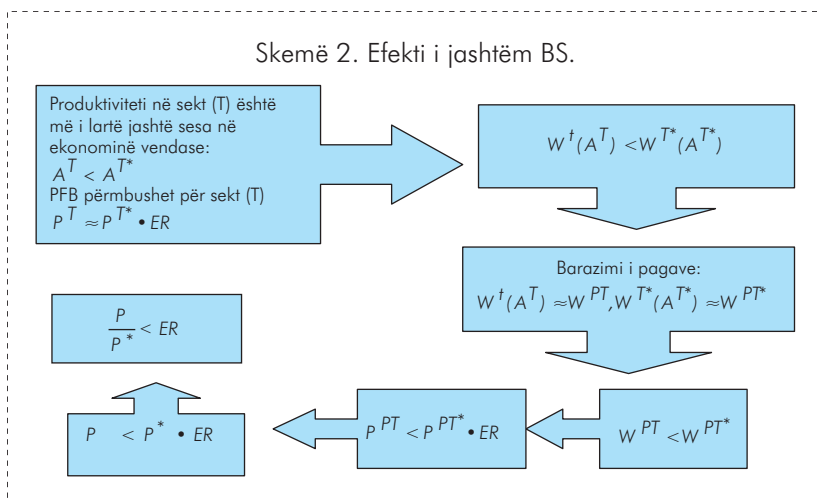 Skemë 2. Efekti i jashtëm BS.
Produktiviteti në sekt (T) është
më i lartë jashtë sesa në
ekonominë vendase:
A^T < A^T*
PFB përmbushet për sekt (T)
P^T ≈ P^T* • ER
W^t(A^T) < W^T*(A^T*)
Barazimi i pagave:
W^t(A^T) ≈ W^PT, W^T*(A^T*) ≈ W^PT*
W^PT < W^PT*
P^PT < P^PT* • ER
P < P* • ER
P/P* < ER